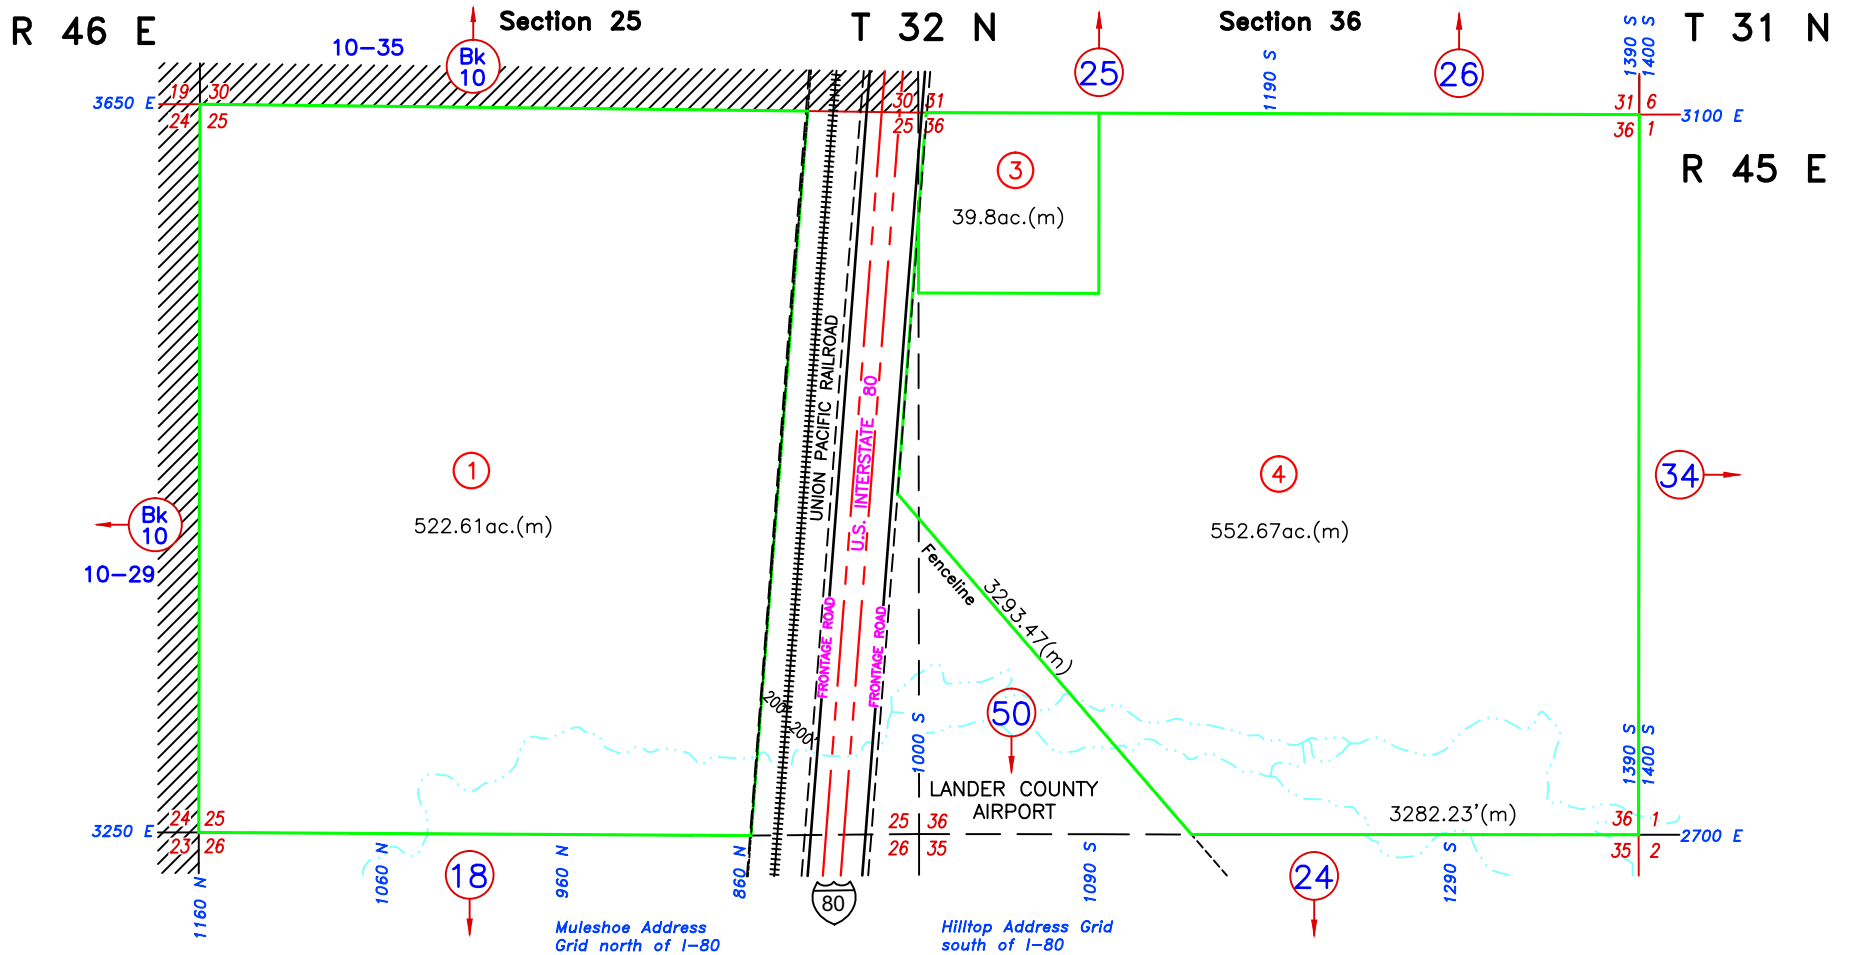 R 46 E
Section 25
T 32 N
Section 36
T 31 N
10-35
Bk
10
25
26
1190 S
1390 S
1400 S
3650 E
19 30
24 25
30 31
25 36
31 6
36 1
3100 E
R 45 E
3
39.8ac.(m)
UNION PACIFIC RAILROAD
U.S. INTERSTATE 80
1
522.61ac.(m)
4
552.67ac.(m)
34
Bk
10
10-29
Fenceline
3293.47(m)
FRONTAGE ROAD
FRONTAGE ROAD
200'
200'
50
1000 S
1390 S
1400 S
LANDER COUNTY
AIRPORT
3282.23'(m)
3250 E
24 25
23 26
25 36
26 35
36 1
35 2
2700 E
1160 N
1060 N
18
960 N
860 N
80
1090 S
24
1290 S
Muleshoe Address
Grid north of I-80
Hilltop Address Grid
south of I-80